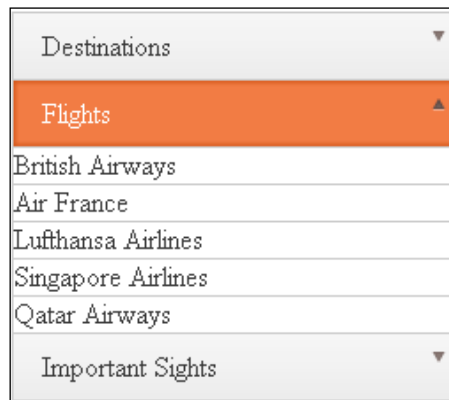 Destinations
Flights
British Airways
Air France
Lufthansa Airlines
Singapore Airlines
Qatar Airways
Important Sights